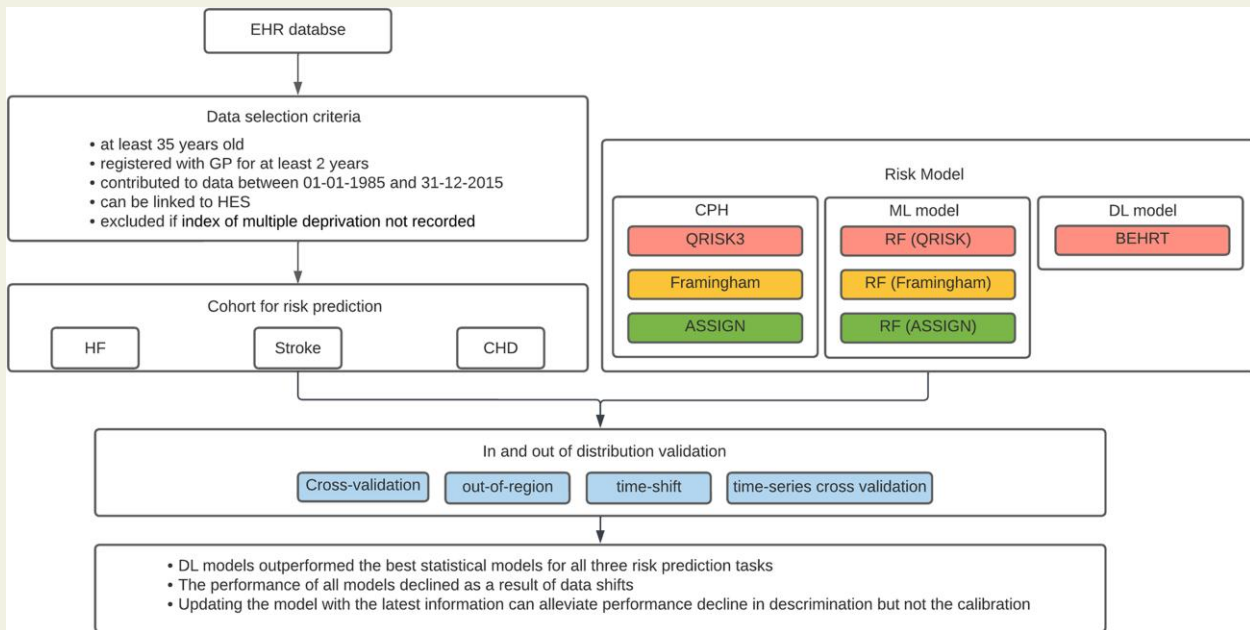 EHR databse
Data selection criteria
• at least 35 years old
• registered with GP for at least 2 years
• contributed to data between 01-01-1985 and 31-12-2015
• can be linked to HES
• excluded if index of multiple deprivation not recorded
Cohort for risk prediction
HF
Stroke
CHD
Risk Model
CPH
QRISK3
Framingham
ASSIGN
ML model
RF (QRISK)
RF (Framingham)
RF (ASSIGN)
DL model
BEHRT
In and out of distribution validation
Cross-validation
out-of-region
time-shift
time-series cross validation
• DL models outperformed the best statistical models for all three risk prediction tasks
• The performance of all models declined as a result of data shifts
• Updating the model with the latest information can alleviate performance decline in descrimination but not the calibration